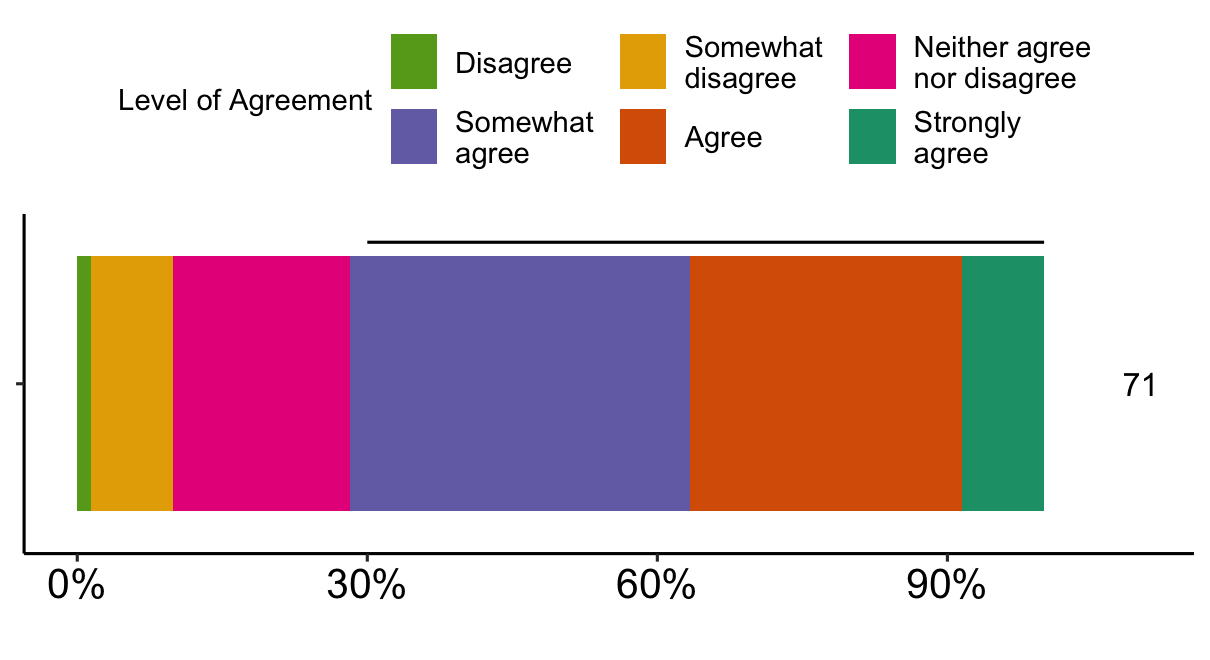 Disagree
Somewhat
disagree
Neither agree
nor disagree
Level of Agreement
Somewhat
agree
Agree
Strongly
agree
71
0%
30%
60%
90%